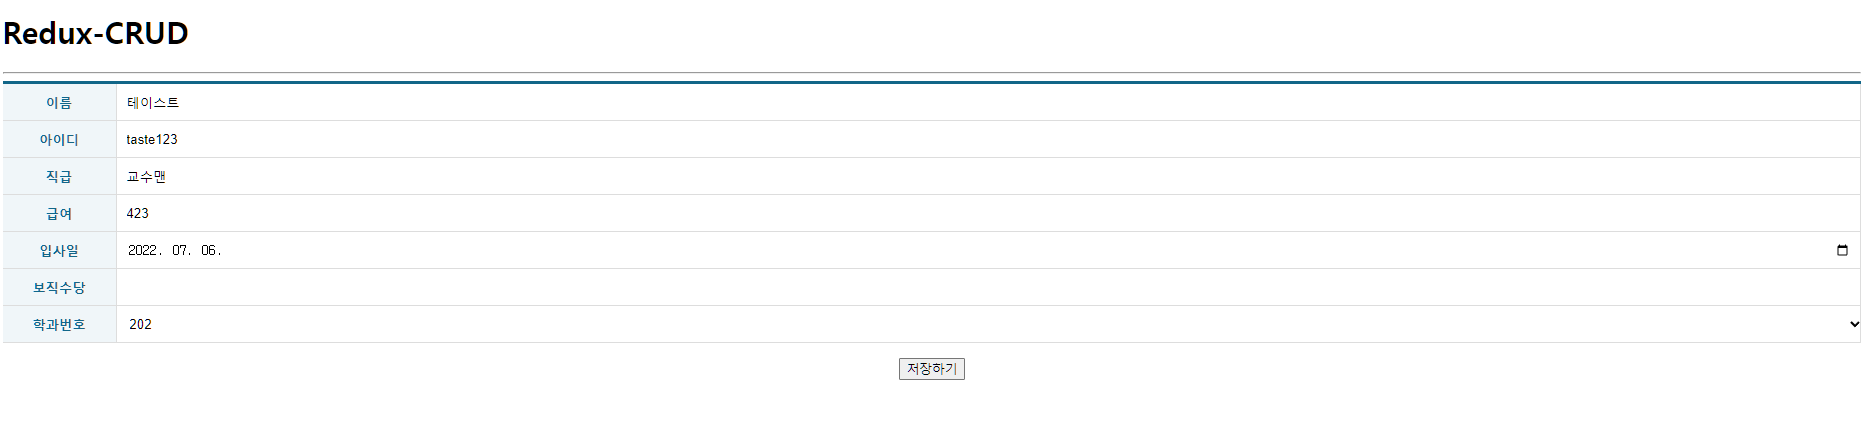 Redux-CRUD
이름 테이스트
아이디 taste123
직급 교수맨
급여 423
입사일 2022. 07. 06.
보직수당
학과번호 202
저장하기